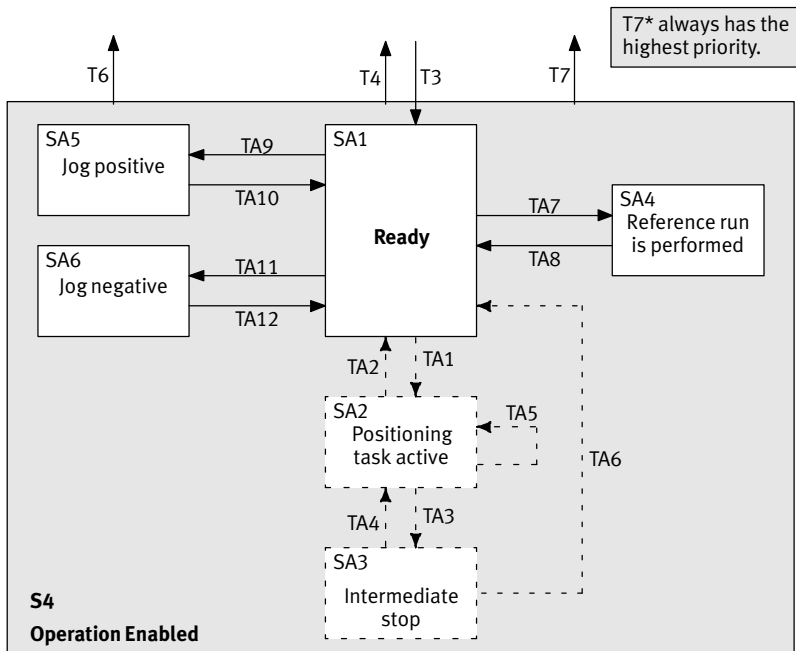 T7* always has the
highest priority.
T6
T4
T3
T7
SA5
Jog positive
TA9
TA10
SA1
Ready
TA7
TA8
SA4
Reference run
is performed
SA6
Jog negative
TA11
TA12
TA2
TA1
SA2
Positioning
task active
TA5
TA6
TA4
TA3
SA3
Intermediate
stop
S4
Operation Enabled